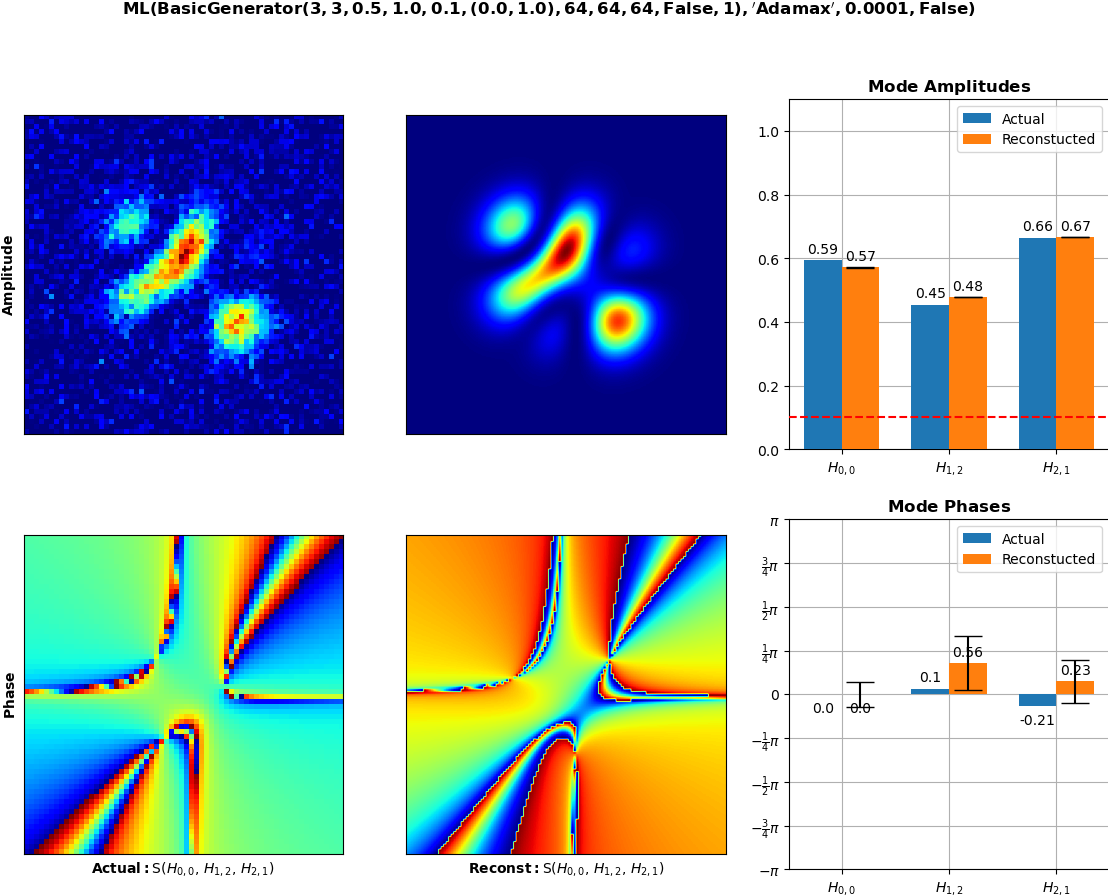 ML(BasicGenerator(3, 3, 0.5, 1.0, 0.1, (0.0, 1.0), 64, 64, 64, False, 1), 'Adamax', 0.0001, False)
Amplitude
Mode Amplitudes
Actual
Reconstucted
1.0
0.8
0.6
0.4
0.2
0.0
0.59
0.57
0.45
0.48
0.66
0.67
H0,0
H1,2
H2,1
Phase
Actual: S(H0,0, H1,2, H2,1)
Reconst: S(H0,0, H1,2, H2,1)
Mode Phases
Actual
Reconstucted
π
3/4π
1/2π
1/4π
0
−1/4π
−1/2π
−3/4π
−π
0.0
0.0
0.1
0.56
-0.21
0.23
H0,0
H1,2
H2,1